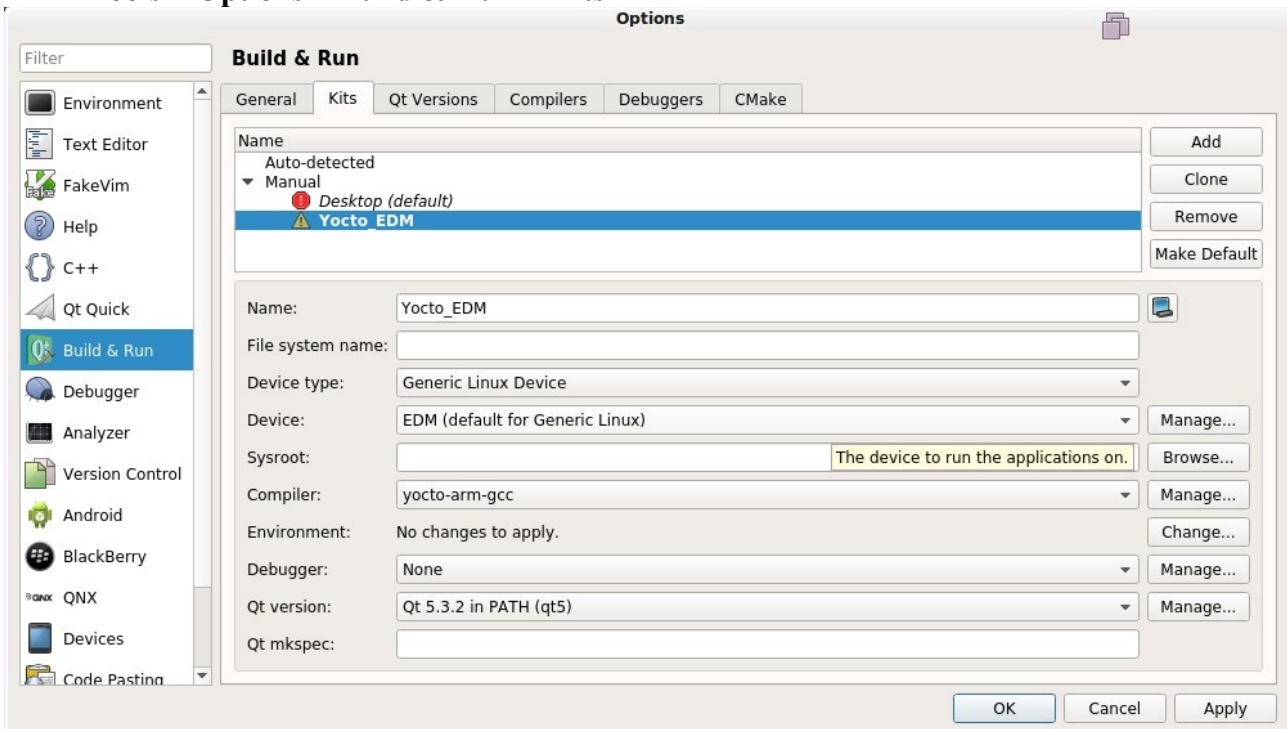 Options
Filter
Build & Run
Environment
Text Editor
FakeVim
Help
C++
Qt Quick
Build & Run
Debugger
Analyzer
Version Control
Android
BlackBerry
QNX
Devices
Code Pasting
General Kits Qt Versions Compilers Debuggers CMake
Name
Auto-detected
Manual
Desktop (default)
Yocto_EDM
Add
Clone
Remove
Make Default
Name: Yocto_EDM
File system name:
Device type: Generic Linux Device
Device: EDM (default for Generic Linux) Manage...
Sysroot: The device to run the applications on. Browse...
Compiler: yocto-arm-gcc Manage...
Environment: No changes to apply. Change...
Debugger: None Manage...
Qt version: Qt 5.3.2 in PATH (qt5) Manage...
Qt mkspec:
OK Cancel Apply